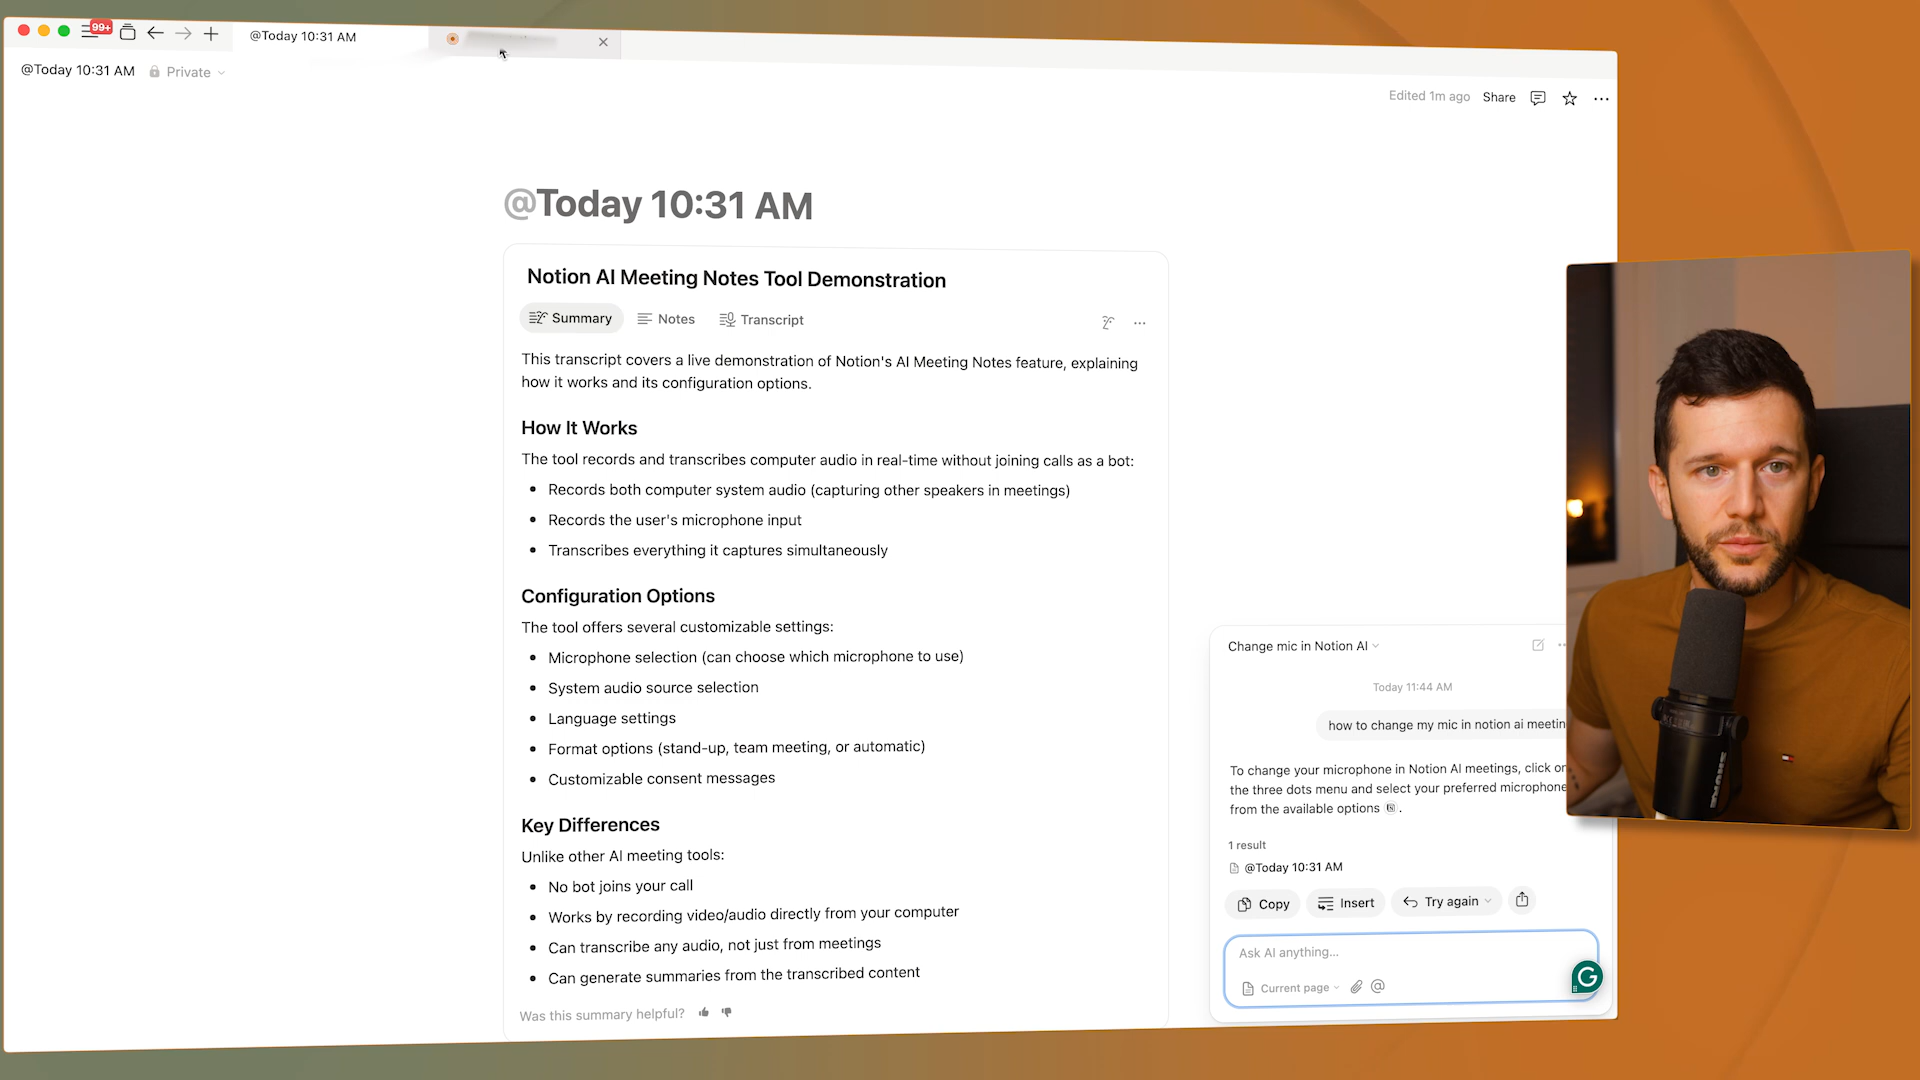 99+
@Today 10:31 AM
@Today 10:31 AM Private
Edited 1m ago Share
@Today 10:31 AM
Notion AI Meeting Notes Tool Demonstration
Summary Notes Transcript
This transcript covers a live demonstration of Notion's AI Meeting Notes feature, explaining
how it works and its configuration options.
How It Works
The tool records and transcribes computer audio in real-time without joining calls as a bot:
• Records both computer system audio (capturing other speakers in meetings)
• Records the user's microphone input
• Transcribes everything it captures simultaneously
Configuration Options
The tool offers several customizable settings:
• Microphone selection (can choose which microphone to use)
• System audio source selection
• Language settings
• Format options (stand-up, team meeting, or automatic)
• Customizable consent messages
Key Differences
Unlike other AI meeting tools:
• No bot joins your call
• Works by recording video/audio directly from your computer
• Can transcribe any audio, not just from meetings
• Can generate summaries from the transcribed content
Was this summary helpful?
Change mic in Notion AI
Today 11:44 AM
how to change my mic in notion ai meetin
To change your microphone in Notion AI meetings, click on
the three dots menu and select your preferred microphone
from the available options .
1 result
@Today 10:31 AM
Copy Insert Try again
Ask AI anything...
Current page
G